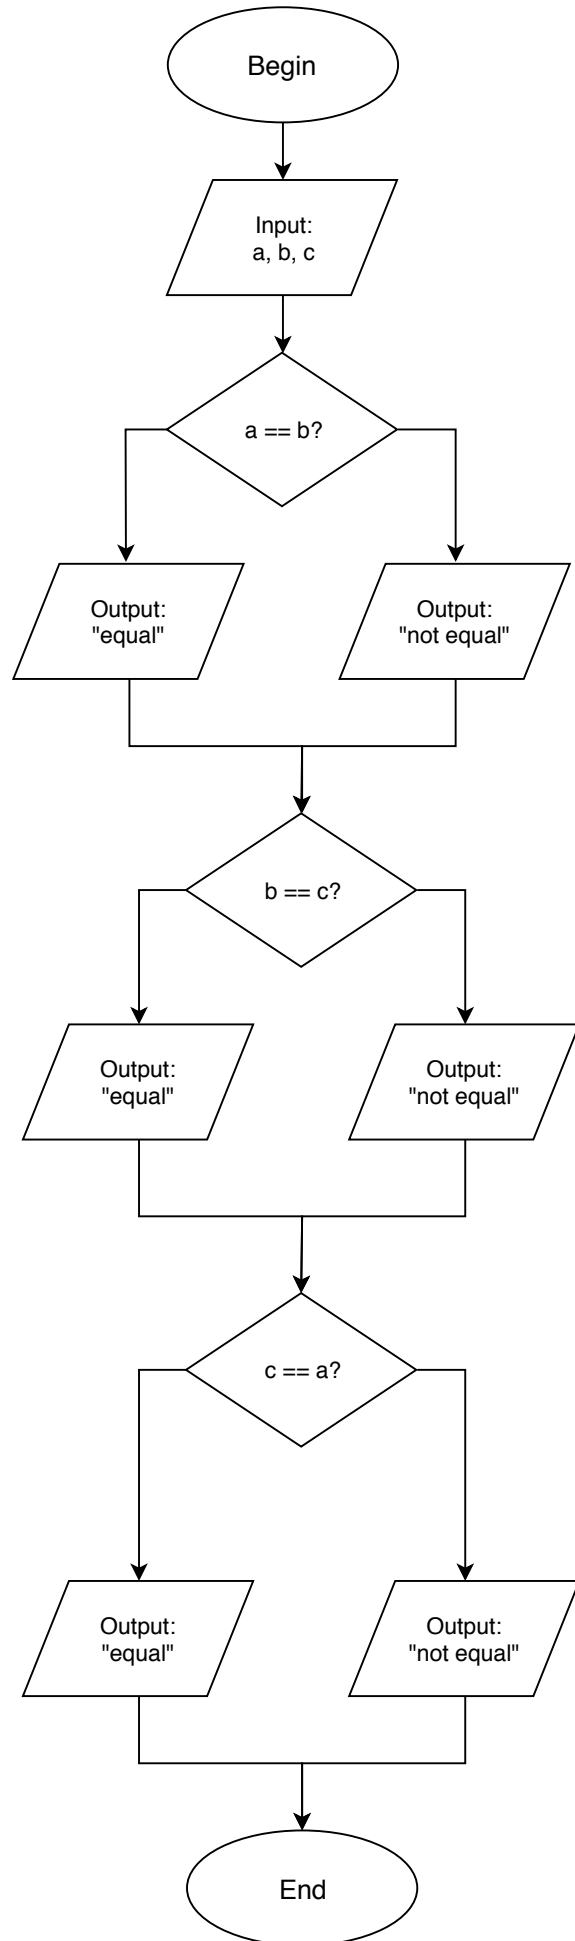 Begin
Input:
a, b, c
a == b?
Output:
"equal"
Output:
"not equal"
b == c?
Output:
"equal"
Output:
"not equal"
c == a?
Output:
"equal"
Output:
"not equal"
End